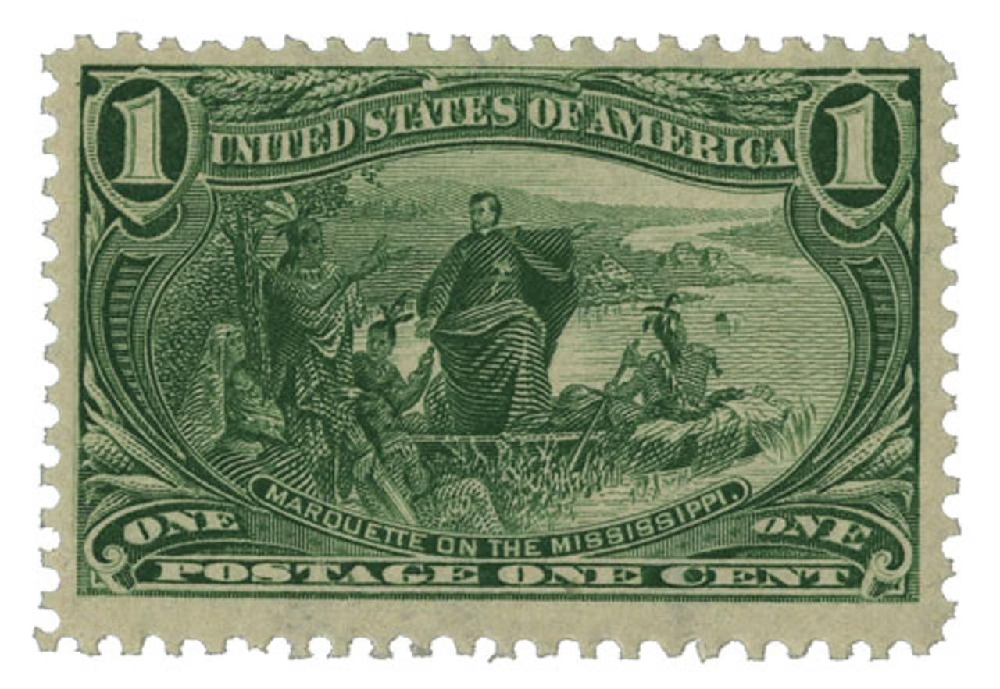 1 UNITED STATES OF AMERICA 1
MARQUETTE ON THE MISSISSIPPI.
ONE ONE
POSTAGE ONE CENT